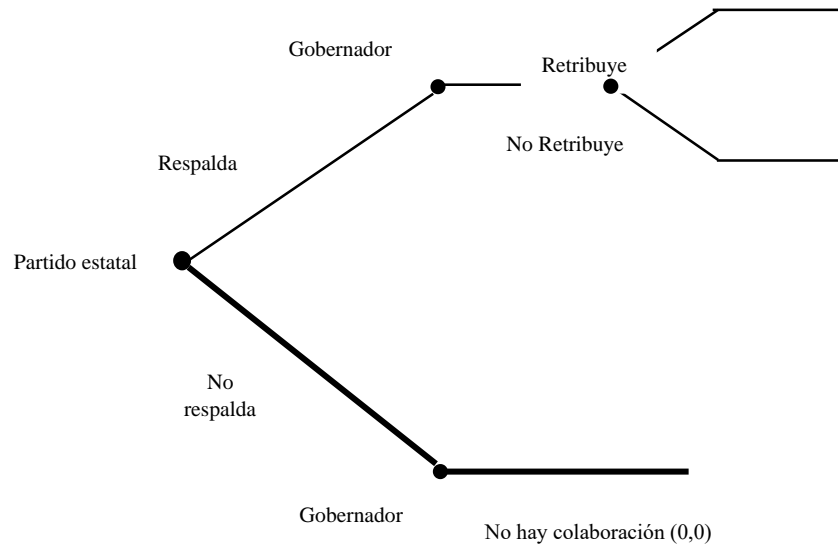 Gobernador
Retribuye
No Retribuye
Respalda
Partido estatal
No
respalda
Gobernador
No hay colaboración (0,0)